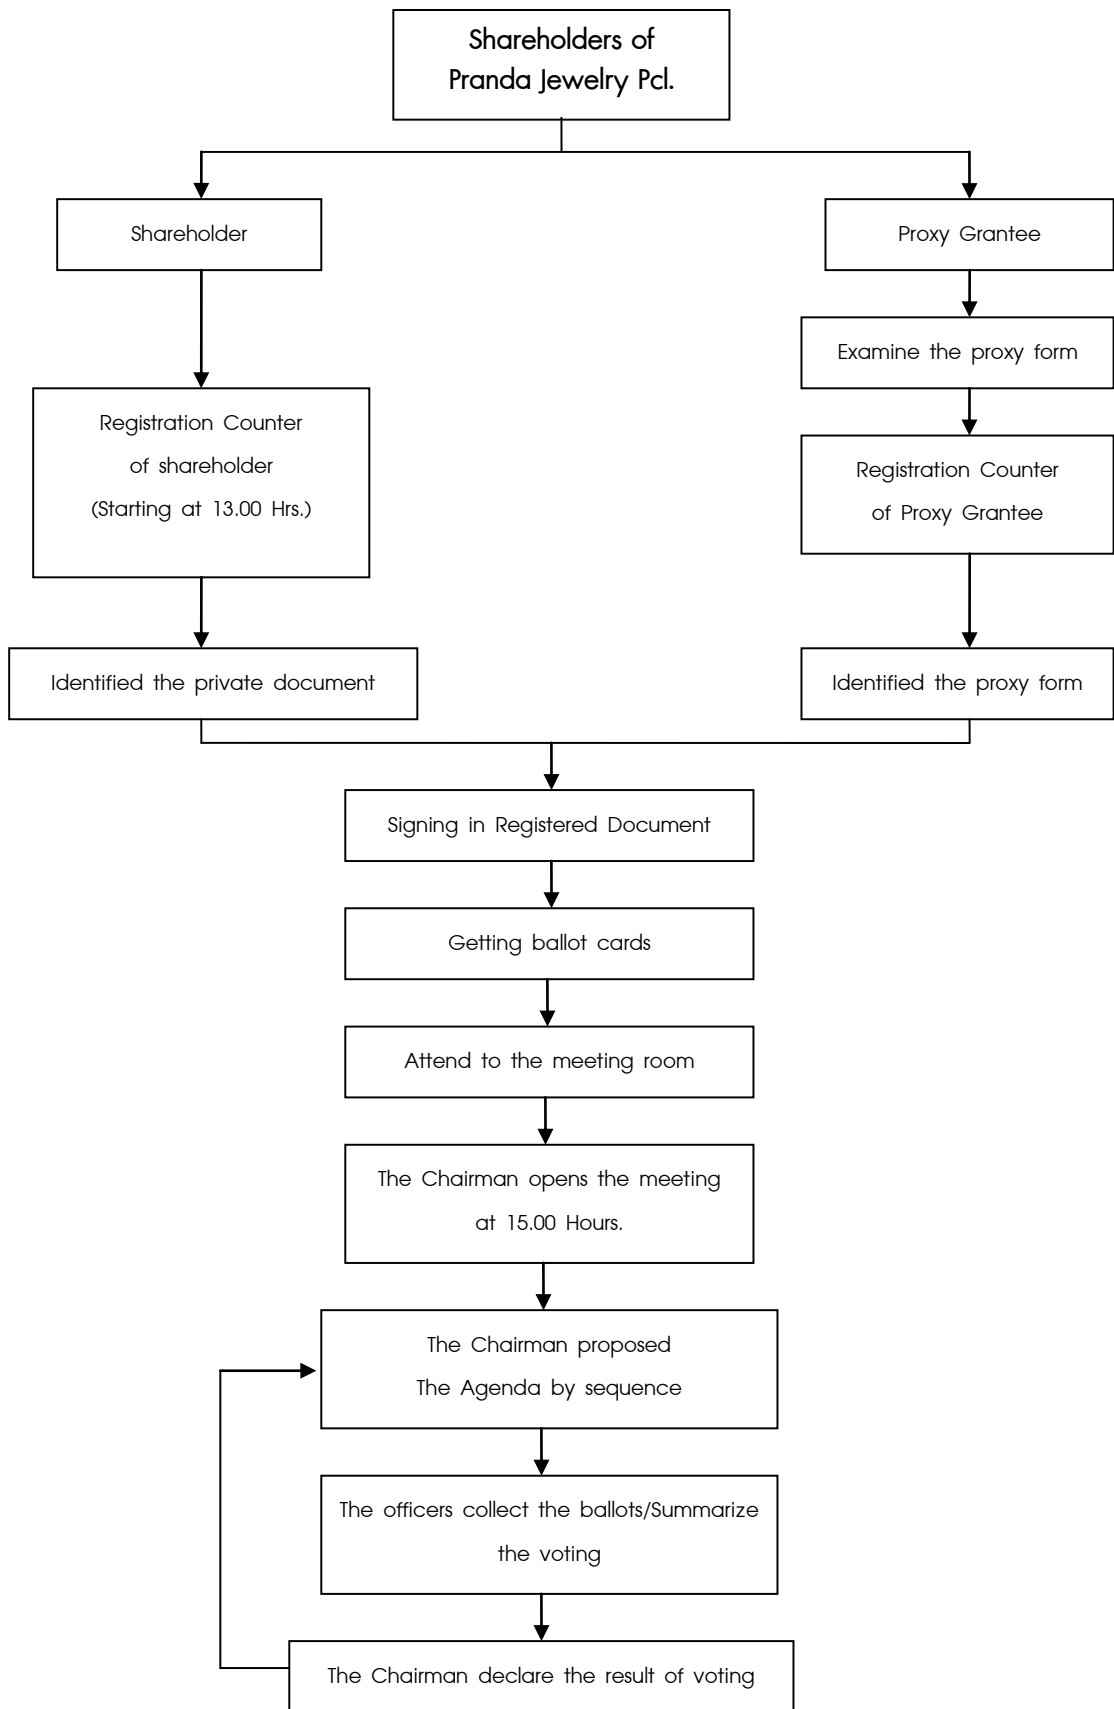 Shareholders of
Pranda Jewelry Pcl.
Shareholder
Proxy Grantee
Examine the proxy form
Registration Counter
of shareholder
(Starting at 13.00 Hrs.)
Registration Counter
of Proxy Grantee
Identified the private document
Identified the proxy form
Signing in Registered Document
Getting ballot cards
Attend to the meeting room
The Chairman opens the meeting
at 15.00 Hours.
The Chairman proposed
The Agenda by sequence
The officers collect the ballots/Summarize
the voting
The Chairman declare the result of voting